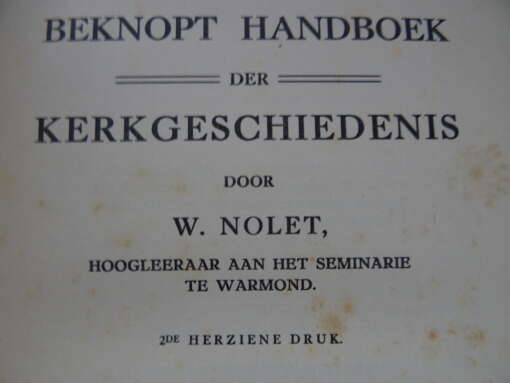 BEKNOPT HANDBOEK
DER
KERKGESCHIEDENIS
DOOR
W. NOLET,
HOOGLEERAAR AAN HET SEMINARIE
TE WARMOND.
2DE HERZIENE DRUK.